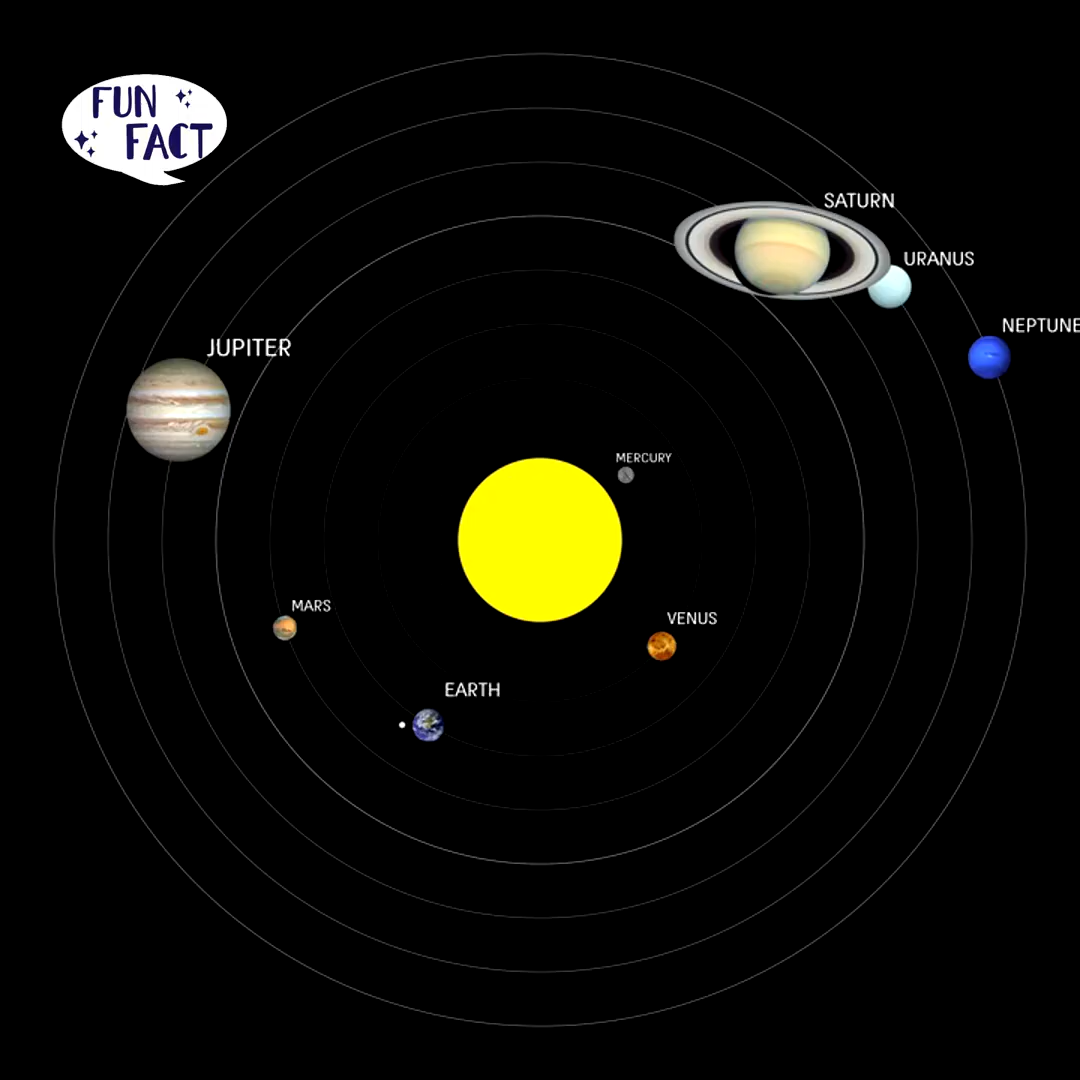 FUN
FACT
SATURN
URANUS
NEPTUNE
JUPITER
MERCURY
MARS
VENUS
EARTH